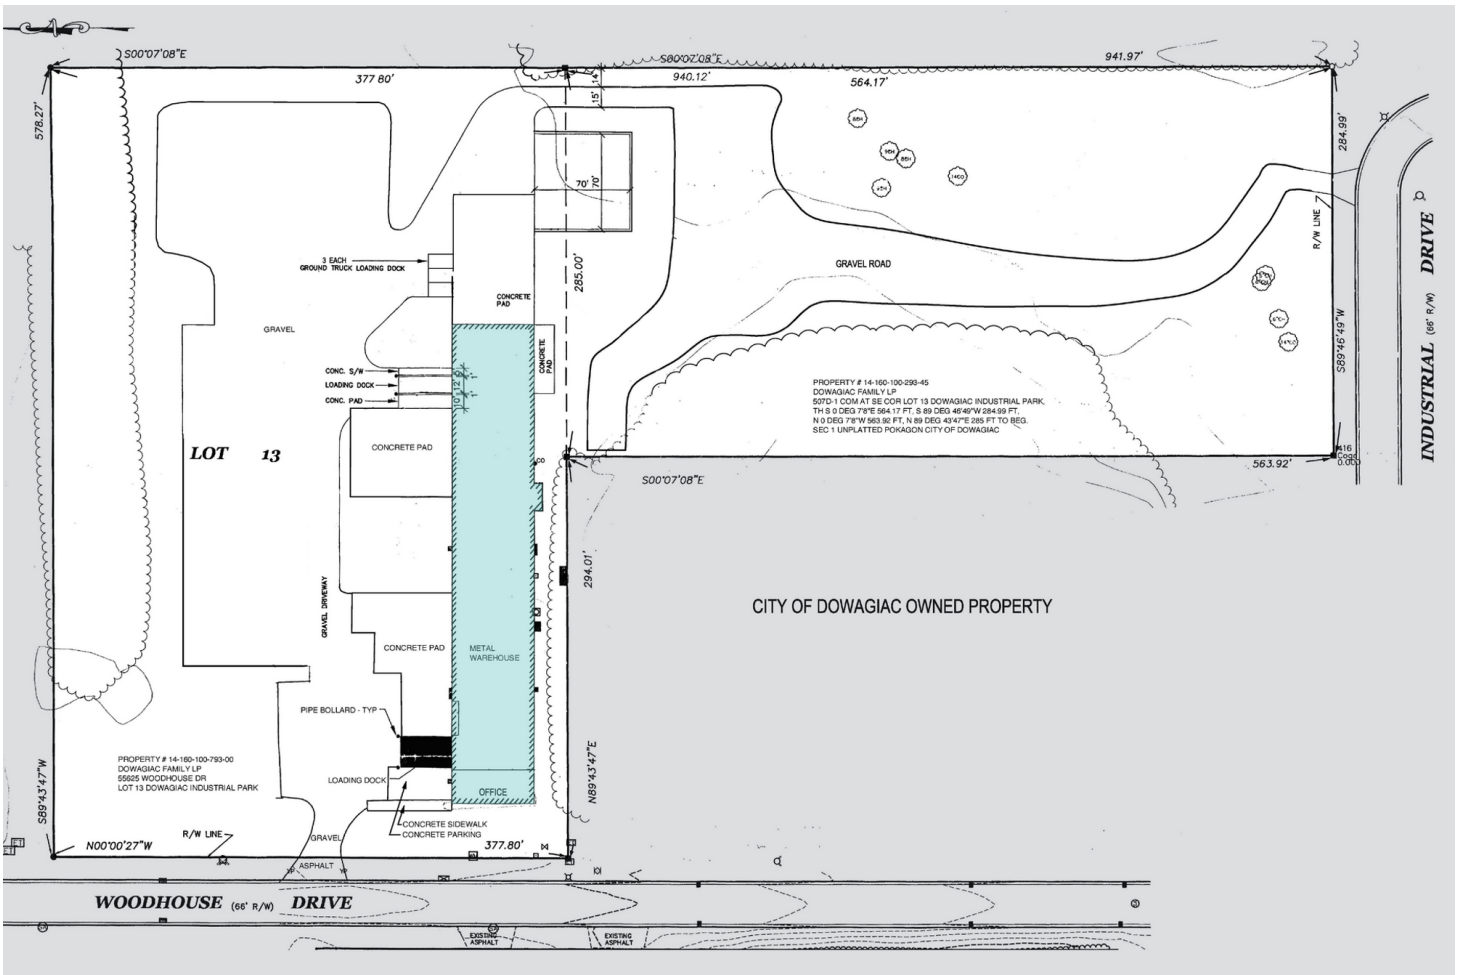 S00°07'08"E
S00°07'08"E
941.97'
377 80'
940.12'
564.17'
14'
15'
578.27'
284.99'
70'
70'
R/W LINE
INDUSTRIAL (66' R/W) DRIVE
3 EACH
GROUND TRUCK LOADING DOCK
285.00'
GRAVEL ROAD
CONCRETE
PAD
GRAVEL
CONCRETE
PAD
S89°46'49"W
CONC. S/W
LOADING DOCK
CONC. PAD
PROPERTY # 14-160-100-293-45
DOWAGIAC FAMILY LP
507D-1 COM AT SE COR LOT 13 DOWAGIAC INDUSTRIAL PARK,
TH S 0 DEG 7'8"E 564.17 FT, S 89 DEG 46'49"W 284.99 FT,
N 0 DEG 7'8"W 563.92 FT, N 89 DEG 43'47"E 285 FT TO BEG.
SEC 1 UNPLATTED POKAGON CITY OF DOWAGIAC
CONCRETE PAD
LOT 13
CO
563.92'
S00°07'08"E
294.01'
GRAVEL DRIVEWAY
CITY OF DOWAGIAC OWNED PROPERTY
CONCRETE PAD
METAL
WAREHOUSE
PIPE BOLLARD - TYP
PROPERTY # 14-160-100-793-00
DOWAGIAC FAMILY LP
55625 WOODHOUSE DR
LOT 13 DOWAGIAC INDUSTRIAL PARK
LOADING DOCK
OFFICE
S89°43'47"W
N89°43'47"E
CONCRETE SIDEWALK
CONCRETE PARKING
R/W LINE
GRAVEL
N00°00'27"W
377.80'
ASPHALT
WOODHOUSE (66' R/W) DRIVE
EXISTING
ASPHALT
EXISTING
ASPHALT